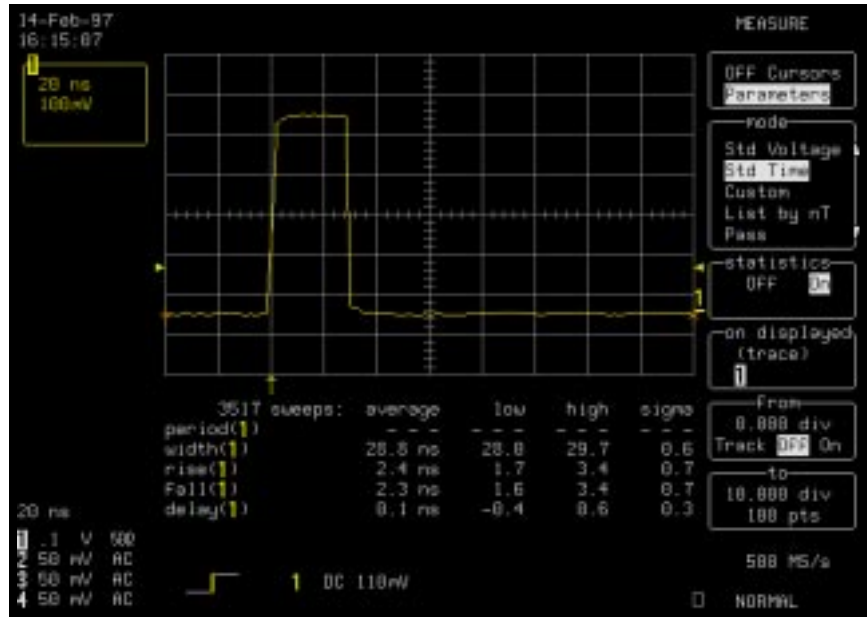 14-Feb-97
16:15:07
1
20 ns
100mV
MEASURE
OFF Cursors
Parameters
mode
Std Voltage
Std Time
Custom
List by nT
Pass
statistics
OFF On
1
on displayed
(trace)
1
From
0.000 div
Track OFF On
to
10.000 div
100 pts
3517 sweeps: average low high sigma
period(1) - - - - - - - - - - - -
width(1) 28.8 ns 28.0 29.7 0.6
rise(1) 2.4 ns 1.7 3.4 0.7
Fall(1) 2.3 ns 1.6 3.4 0.7
delay(1) 0.1 ns -0.4 0.6 0.3
20 ns
1 .1 V 50Ω
2 50 mV AC
3 50 mV AC
4 50 mV AC
1 DC 110mV
500 MS/s
NORMAL